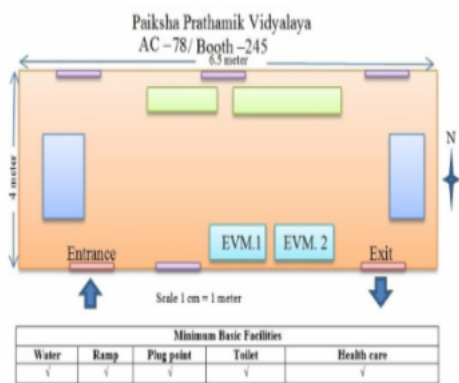 Paiksha Prathamik Vidyalaya
AC -78/ Booth -245
6.5 meter
4 meter
N
EVM.1 EVM. 2
Entrance Exit
Scale 1 cm = 1 meter
Minimum Basic Facilities
Water Ramp Plug point Toilet Health care
√ √ √ √ √